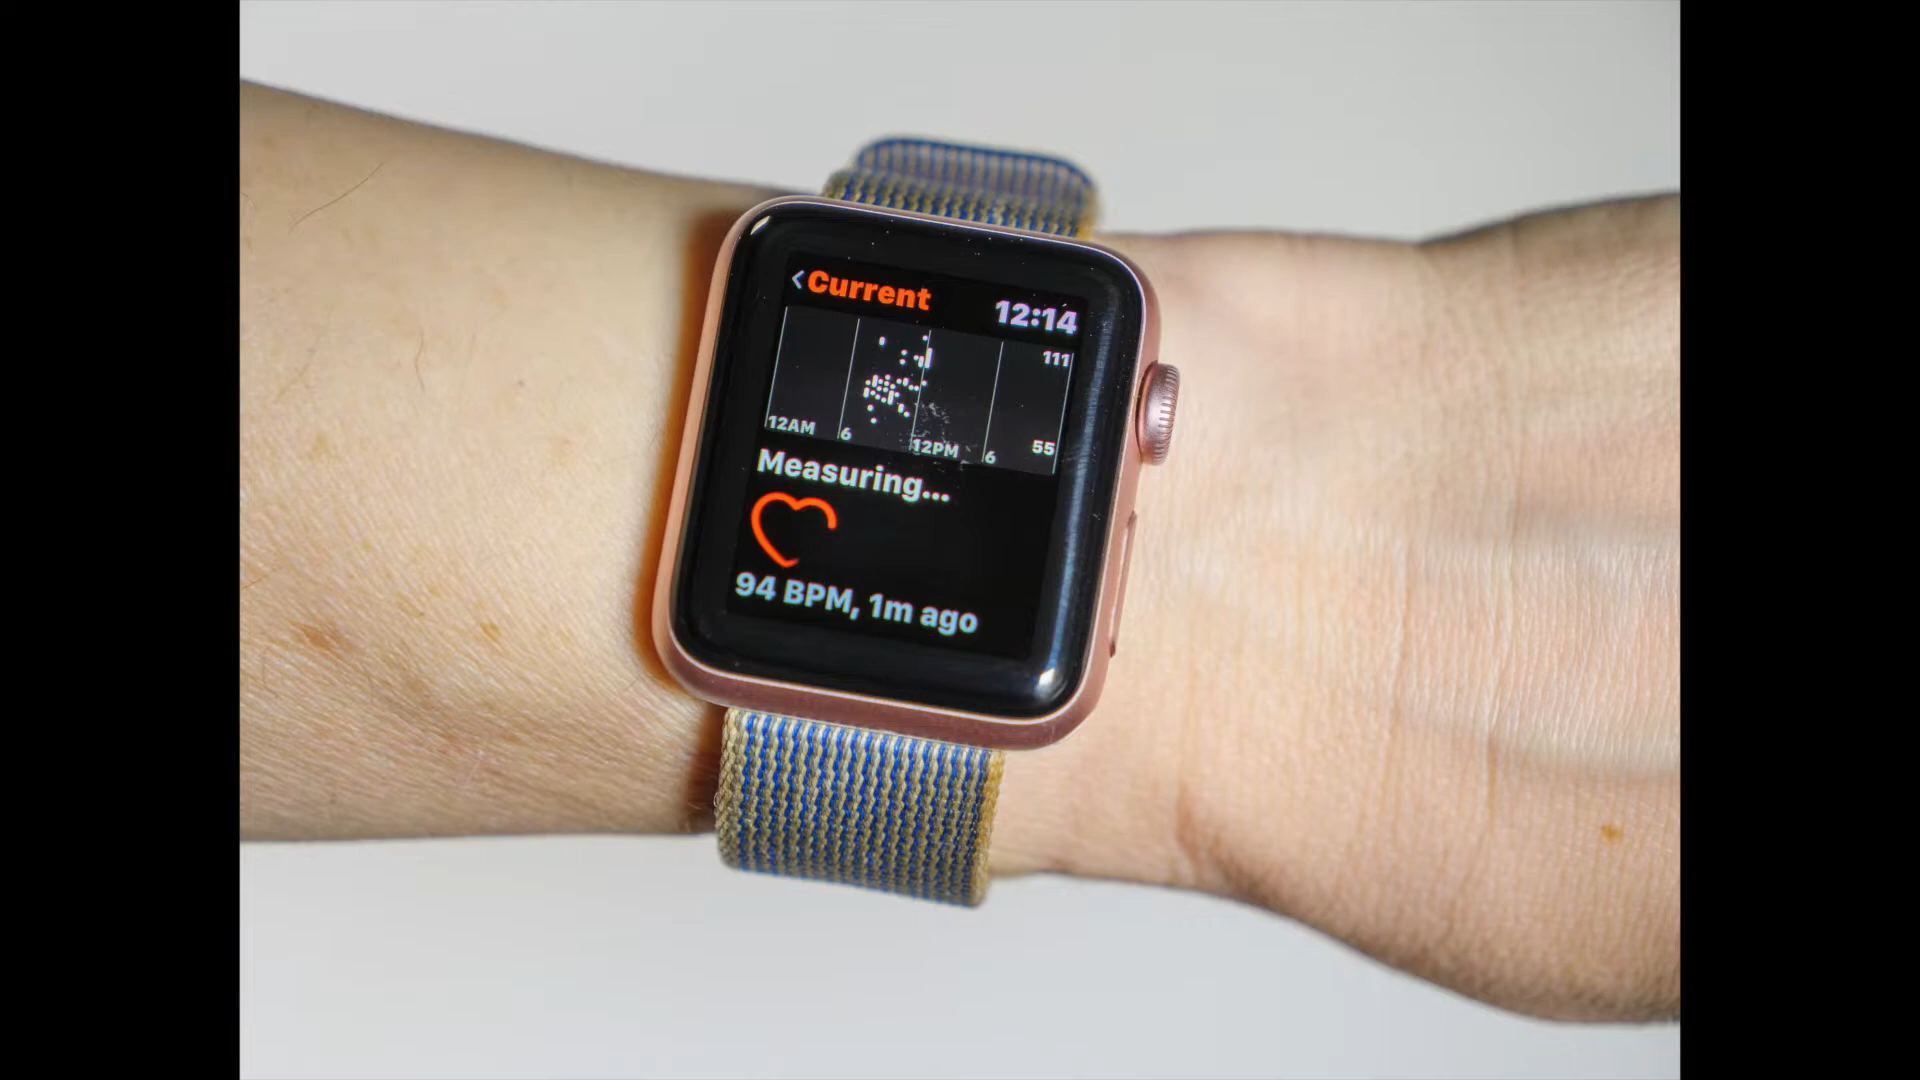 <Current
12:14
111
12AM
6
12PM
6
55
Measuring...
94 BPM, 1m ago